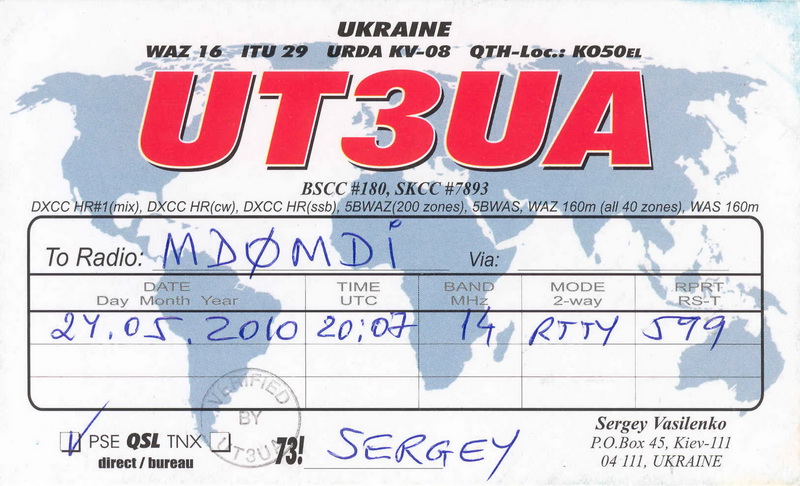 UKRAINE
WAZ 16 ITU 29 URDA KV-08 QTH-Loc.: KO50EL
UT3UA
BSCC #180, SKCC #7893
DXCC HR#1(mix), DXCC HR(cw), DXCC HR(ssb), 5BWAZ(200 zones), 5BWAS, WAZ 160m (all 40 zones), WAS 160m
To Radio: MDØMDI Via:
DATE TIME BAND MODE RPRT
Day Month Year UTC MHz 2-way RS-T
24.05.2010 20:07 14 RTTY 599
VERIFIED
BY
UT3UA
PSE QSL TNX
direct / bureau
73! SERGEY
Sergey Vasilenko
P.O.Box 45, Kiev-111
04 111, UKRAINE